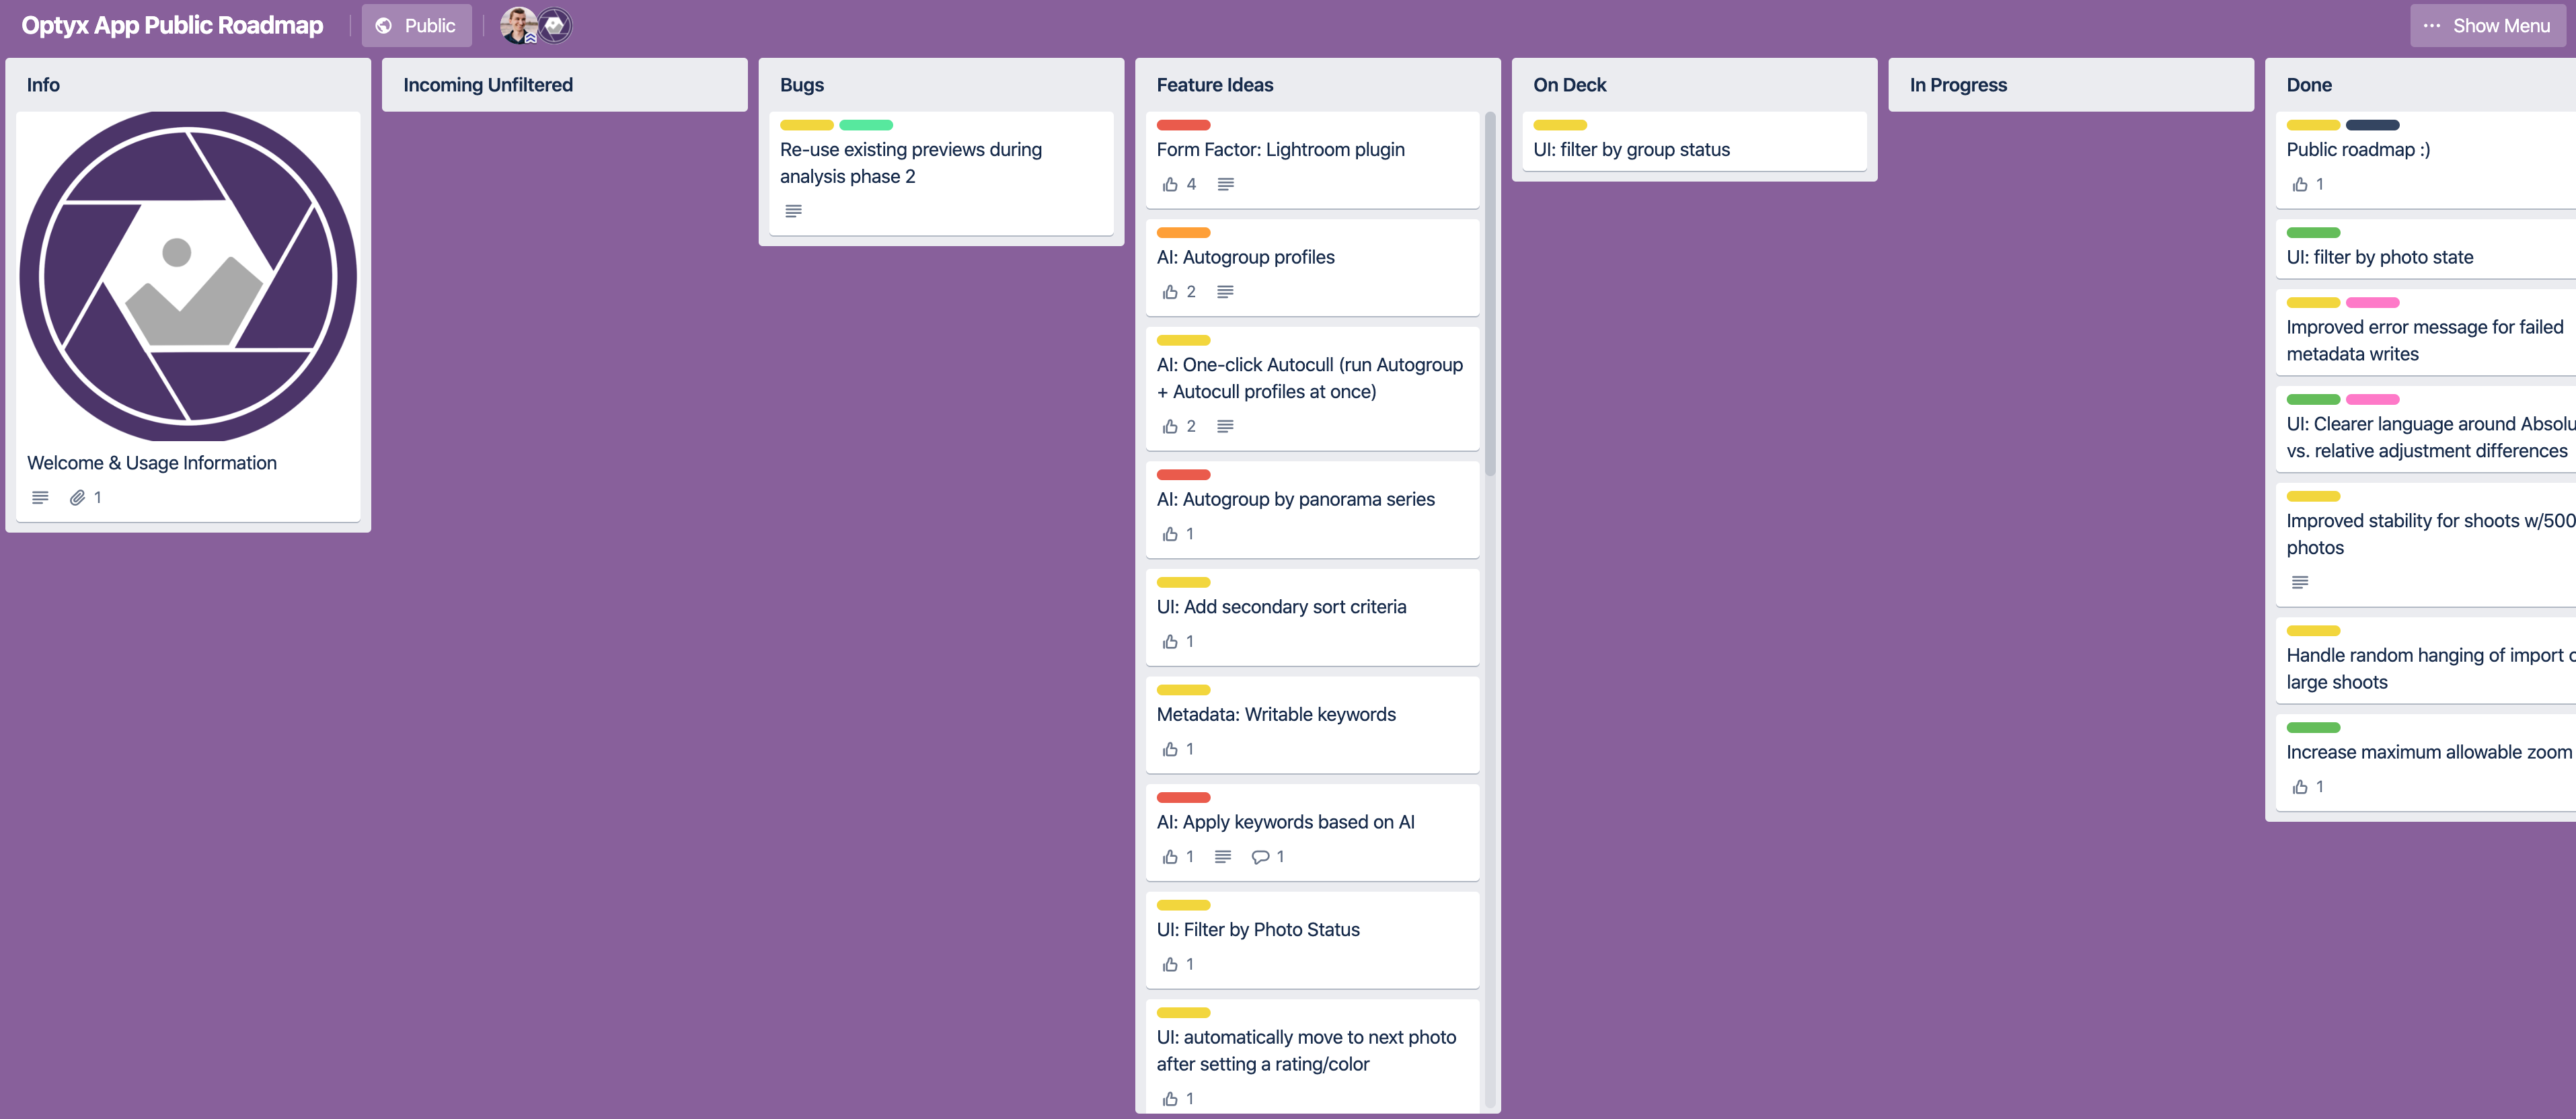 Optyx App Public Roadmap
Public
Show Menu
Info
Welcome & Usage Information
1
Incoming Unfiltered
Bugs
Re-use existing previews during
analysis phase 2
Feature Ideas
Form Factor: Lightroom plugin
4
AI: Autogroup profiles
2
AI: One-click Autocull (run Autogroup
+ Autocull profiles at once)
2
AI: Autogroup by panorama series
1
UI: Add secondary sort criteria
1
Metadata: Writable keywords
1
AI: Apply keywords based on AI
1 1
UI: Filter by Photo Status
1
UI: automatically move to next photo
after setting a rating/color
1
On Deck
UI: filter by group status
In Progress
Done
Public roadmap :)
1
UI: filter by photo state
Improved error message for failed
metadata writes
UI: Clearer language around Absolu
vs. relative adjustment differences
Improved stability for shoots w/500
photos
Handle random hanging of import
large shoots
Increase maximum allowable zoom
1